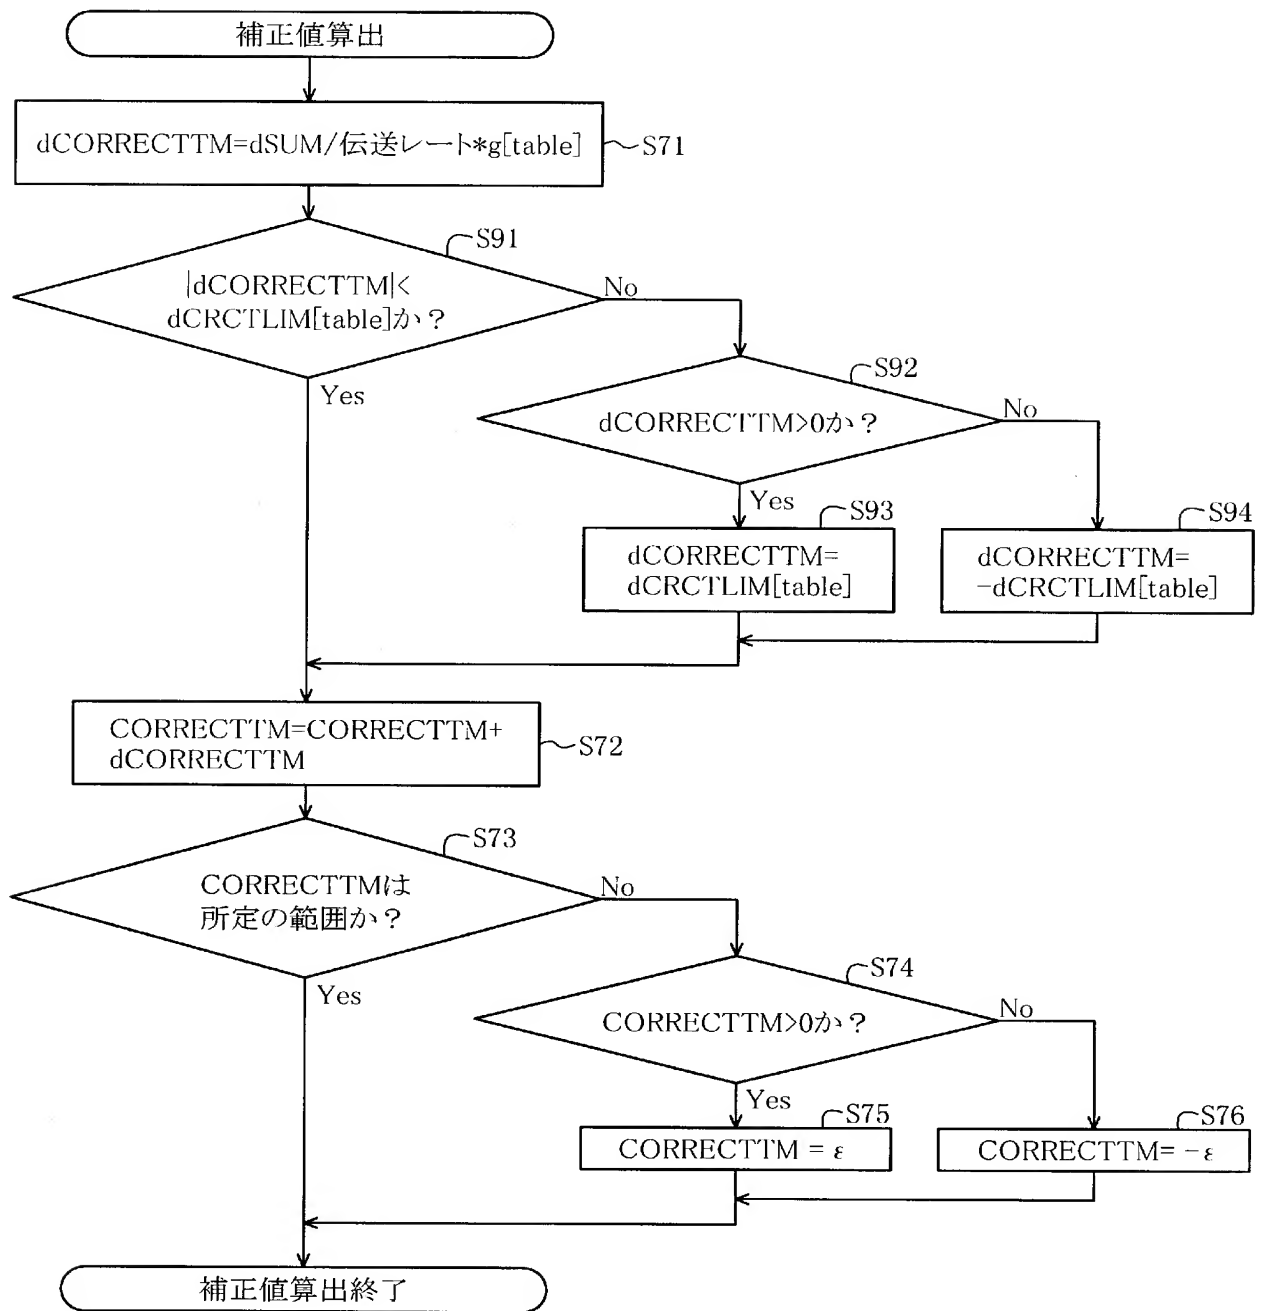 補正値算出
dCORRECTTM=dSUM/伝送レート*g[table]
S71
S91
|dCORRECTTM|<
dCRCTLIM[table]か？
No
Yes
S92
dCORRECTTM>0か？
No
Yes
S93
dCORRECTTM=
dCRCTLIM[table]
S94
dCORRECTTM=
-dCRCTLIM[table]
CORRECTTM=CORRECTTM+
dCORRECTTM
S72
S73
CORRECTTMは
所定の範囲か？
No
Yes
S74
CORRECTTM>0か？
No
Yes
S75
CORRECTTM = ε
S76
CORRECTTM= -ε
補正値算出終了